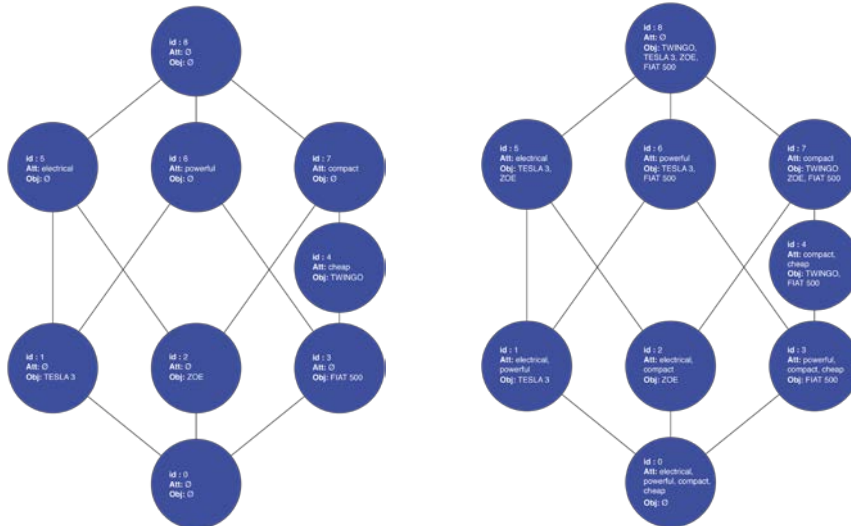 id : 8
Att: Ø
Obj: Ø
id : 5
Att: electrical
Obj: Ø
id : 6
Att: powerful
Obj: Ø
id : 7
Att: compact
Obj: Ø
id : 4
Att: cheap
Obj: TWINGO
id : 1
Att: Ø
Obj: TESLA 3
id : 2
Att: Ø
Obj: ZOE
id : 3
Att: Ø
Obj: FIAT 500
id : 0
Att: Ø
Obj: Ø
id : 8
Att: Ø
Obj: TWINGO,
TESLA 3, ZOE,
FIAT 500
id : 5
Att: electrical
Obj: TESLA 3,
ZOE
id : 6
Att: powerful
Obj: TESLA 3,
FIAT 500
id : 7
Att: compact
Obj: TWINGO
ZOE, FIAT 500
id : 4
Att: compact,
cheap
Obj: TWINGO,
FIAT 500
id : 1
Att: electrical,
powerful
Obj: TESLA 3
id : 2
Att: electrical,
compact
Obj: ZOE
id : 3
Att: powerful,
compact, cheap
Obj: FIAT 500
id : 0
Att: electrical,
powerful, compact,
cheap
Obj: Ø